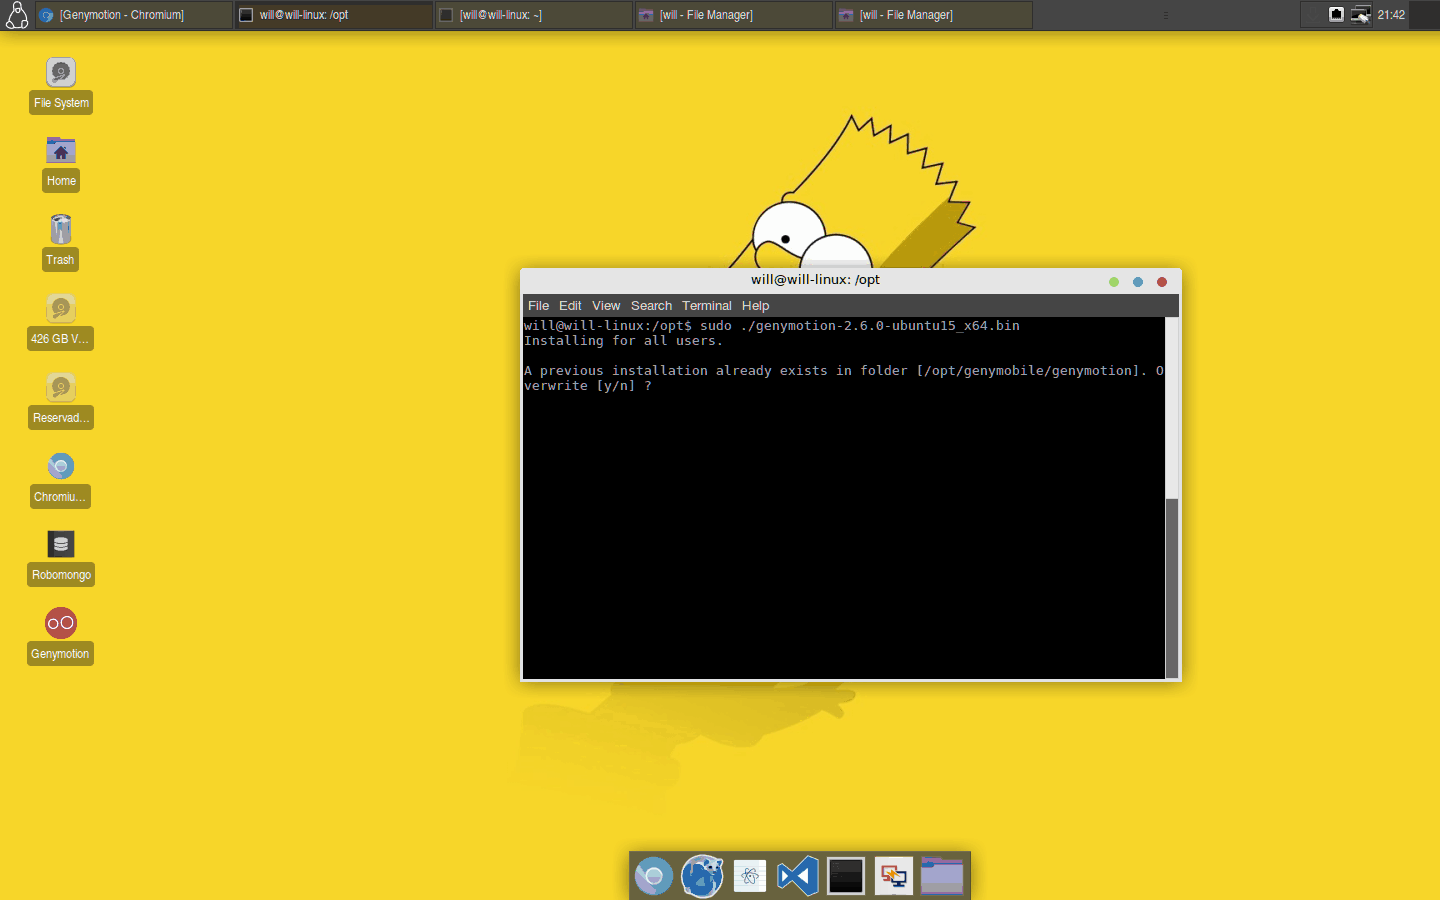 [Genymotion - Chromium]
will@will-linux: /opt
[will@will-linux: ~]
[will - File Manager]
[will - File Manager]
21:42
File System
Home
Trash
426 GB V...
Reservad...
Chromiu...
Robomongo
Genymotion
will@will-linux: /opt
File Edit View Search Terminal Help
will@will-linux:/opt$ sudo ./genymotion-2.6.0-ubuntu15_x64.bin
Installing for all users.
A previous installation already exists in folder [/opt/genymobile/genymotion]. O
verwrite [y/n] ?